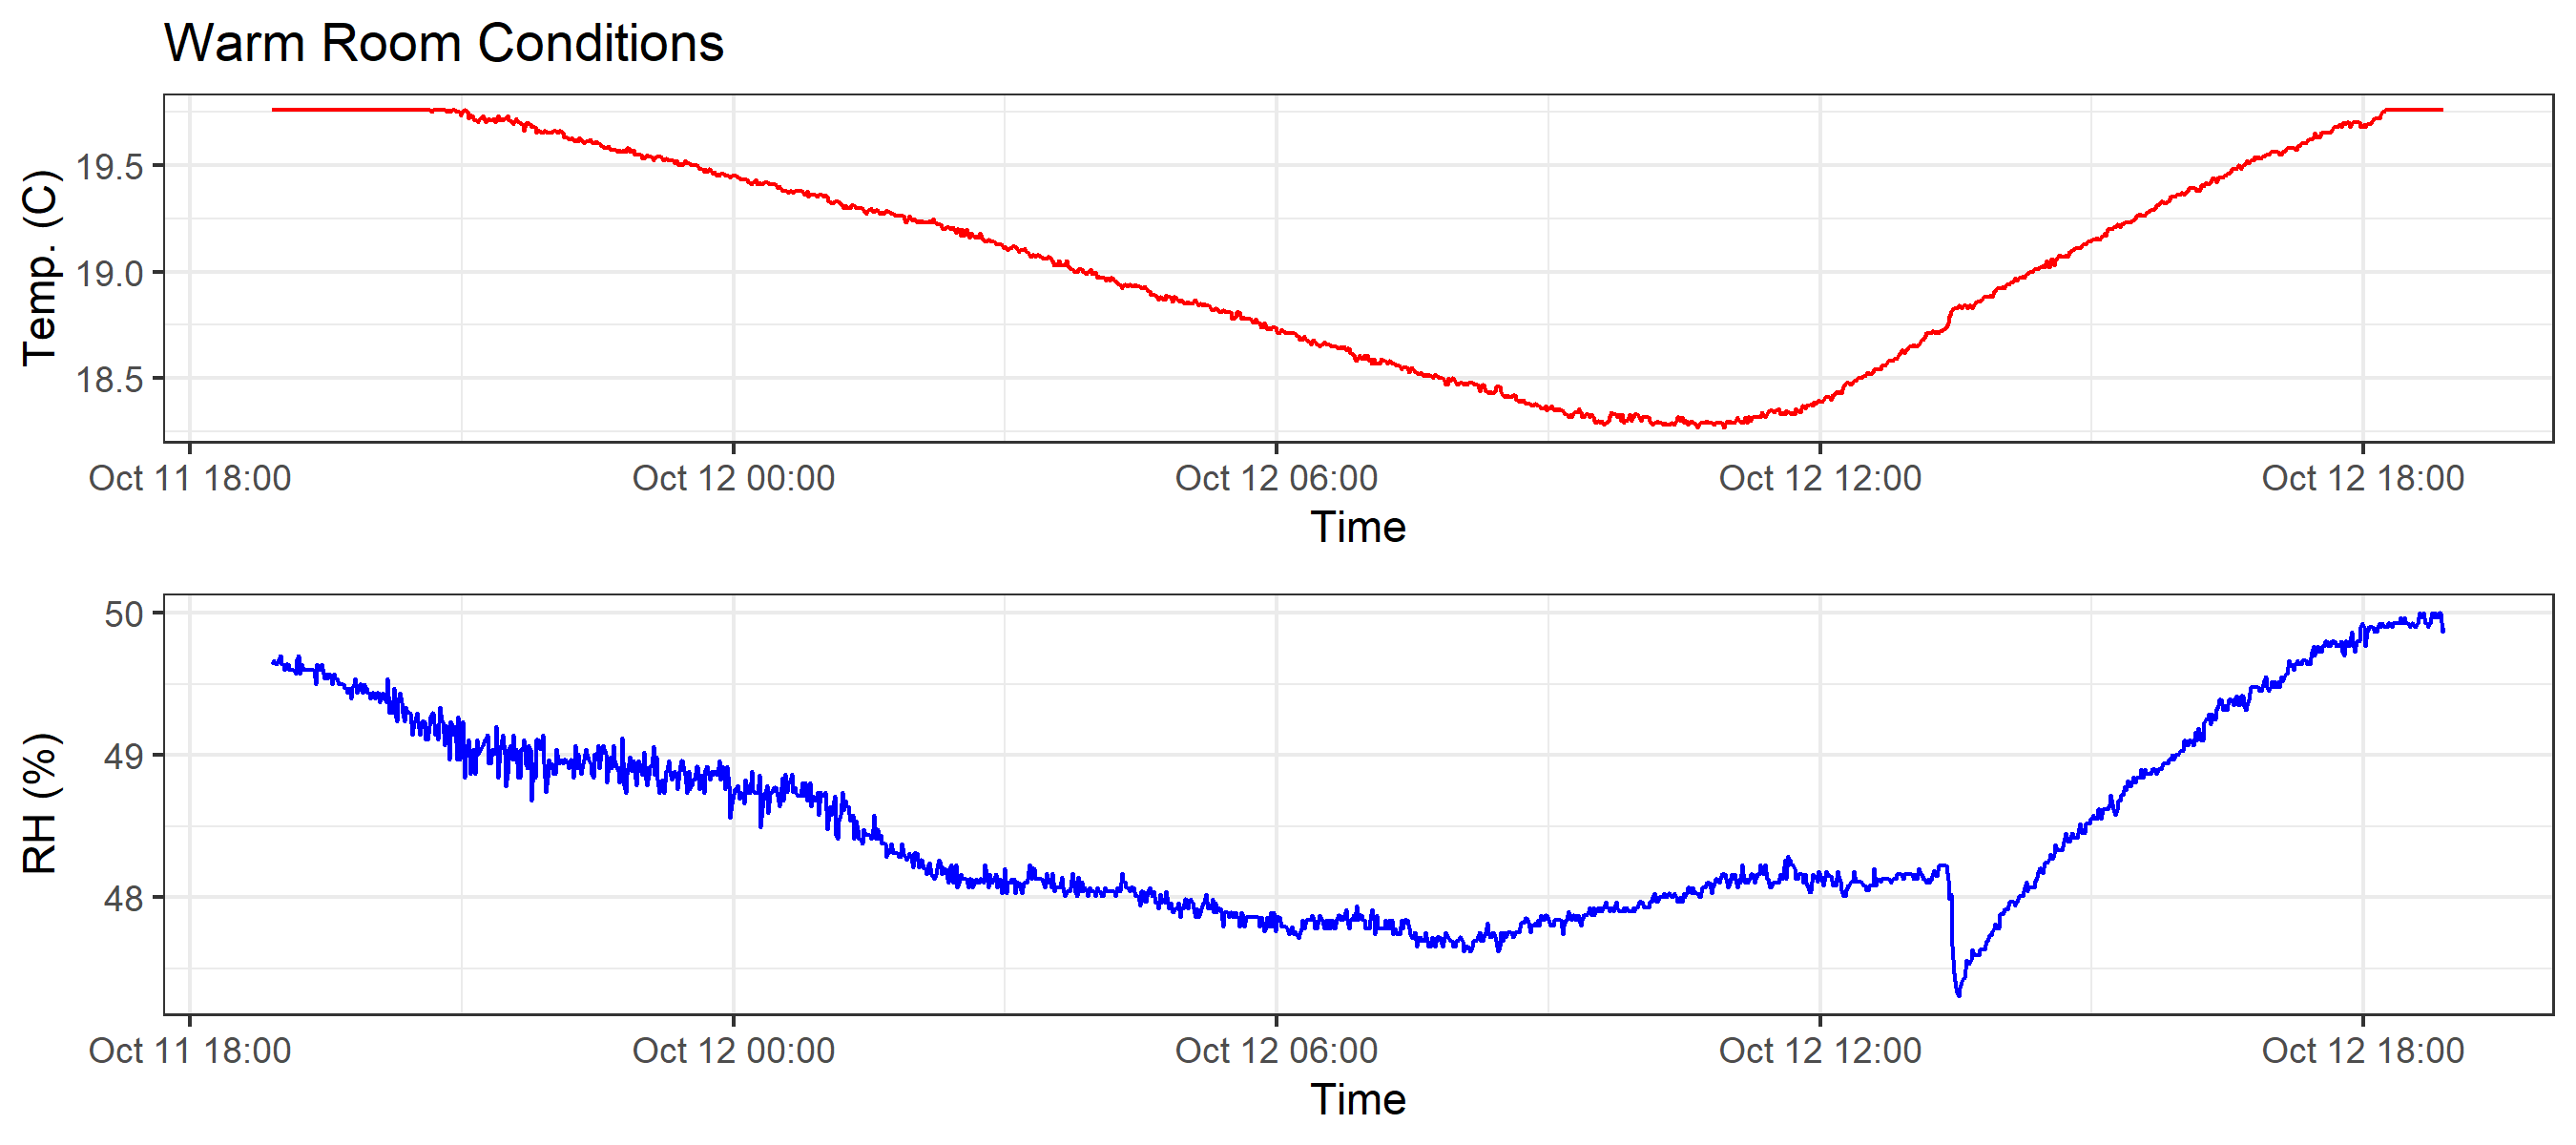 Warm Room Conditions
Temp. (C)
19.5
19.0
18.5
Oct 11 18:00 Oct 12 00:00 Oct 12 06:00 Oct 12 12:00 Oct 12 18:00
Time
RH (%)
50
49
48
Oct 11 18:00 Oct 12 00:00 Oct 12 06:00 Oct 12 12:00 Oct 12 18:00
Time